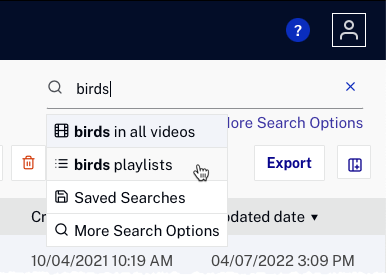 ?
birds
birds in all videos
ore Search Options
birds playlists
Export
Saved Searches
Cr
pdated date ▼
More Search Options
10/04/2021 10:19 AM 04/07/2022 3:09 PM